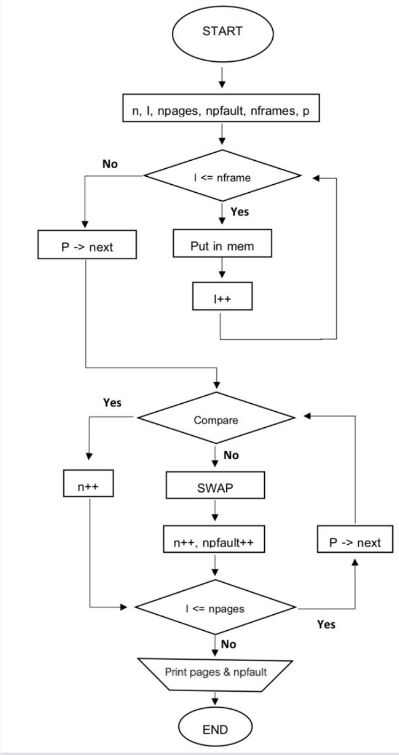 START
n, I, npages, npfault, nframes, p
No
I <= nframe
Yes
P -> next
Put in mem
I++
Yes
Compare
No
n++
SWAP
n++, npfault++
P -> next
I <= npages
Yes
No
Print pages & npfault
END